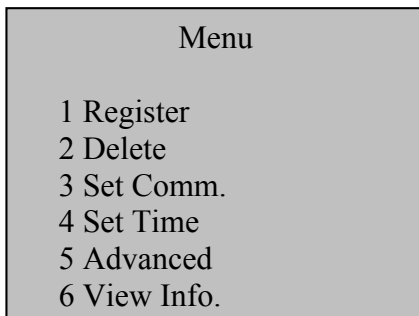 Menu
1 Register
2 Delete
3 Set Comm.
4 Set Time
5 Advanced
6 View Info.